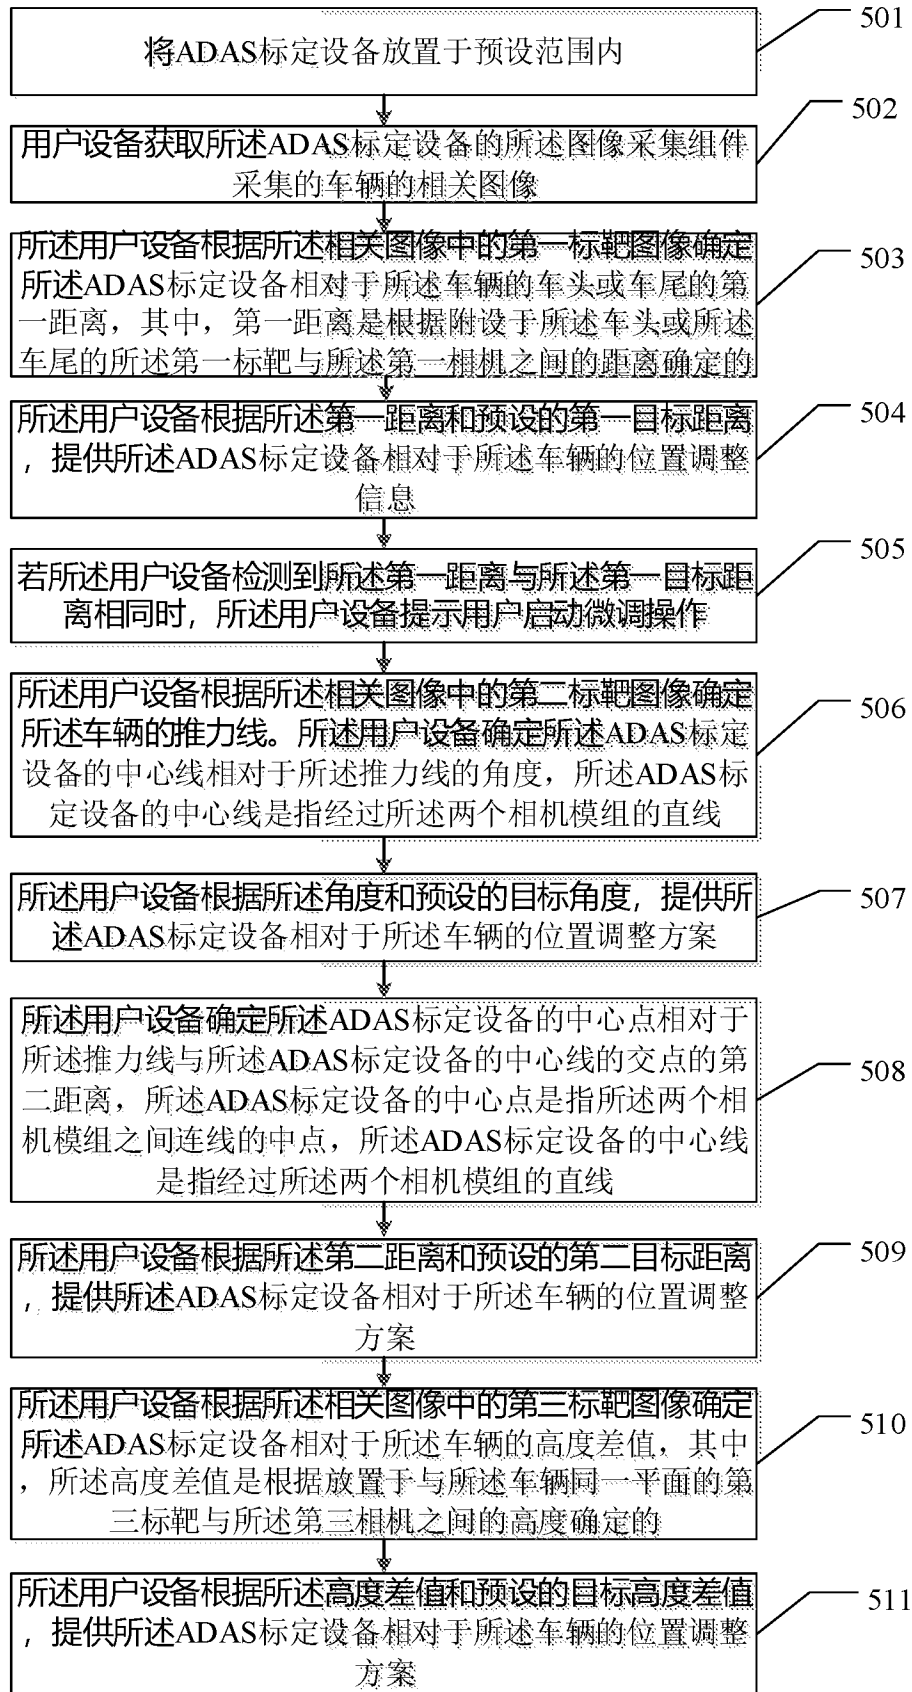 将ADAS标定设备放置于预设范围内
501
用户设备获取所述ADAS标定设备的所述图像采集组件
采集的车辆的相关图像
502
所述用户设备根据所述相关图像中的第一标靶图像确定
所述ADAS标定设备相对于所述车辆的车头或车尾的第
一距离，其中，第一距离是根据附设于所述车头或所述
车尾的所述第一标靶与所述第一相机之间的距离确定的
503
所述用户设备根据所述第一距离和预设的第一目标距离
，提供所述ADAS标定设备相对于所述车辆的位置调整
信息
504
若所述用户设备检测到所述第一距离与所述第一目标距
离相同时，所述用户设备提示用户启动微调操作
505
所述用户设备根据所述相关图像中的第二标靶图像确定
所述车辆的推力线。所述用户设备确定所述ADAS标定
设备的中心线相对于所述推力线的角度，所述ADAS标
定设备的中心线是指经过所述两个相机模组的直线
506
所述用户设备根据所述角度和预设的目标角度，提供所
述ADAS标定设备相对于所述车辆的位置调整方案
507
所述用户设备确定所述ADAS标定设备的中心点相对于
所述推力线与所述ADAS标定设备的中心线的交点的第
二距离，所述ADAS标定设备的中心点是指所述两个相
机模组之间连线的中点，所述ADAS标定设备的中心线
是指经过所述两个相机模组的直线
508
所述用户设备根据所述第二距离和预设的第二目标距离
，提供所述ADAS标定设备相对于所述车辆的位置调整
方案
509
所述用户设备根据所述相关图像中的第三标靶图像确定
所述ADAS标定设备相对于所述车辆的高度差值，其中
，所述高度差值是根据放置于与所述车辆同一平面的第
三标靶与所述第三相机之间的高度确定的
510
所述用户设备根据所述高度差值和预设的目标高度差值
，提供所述ADAS标定设备相对于所述车辆的位置调整
方案
511